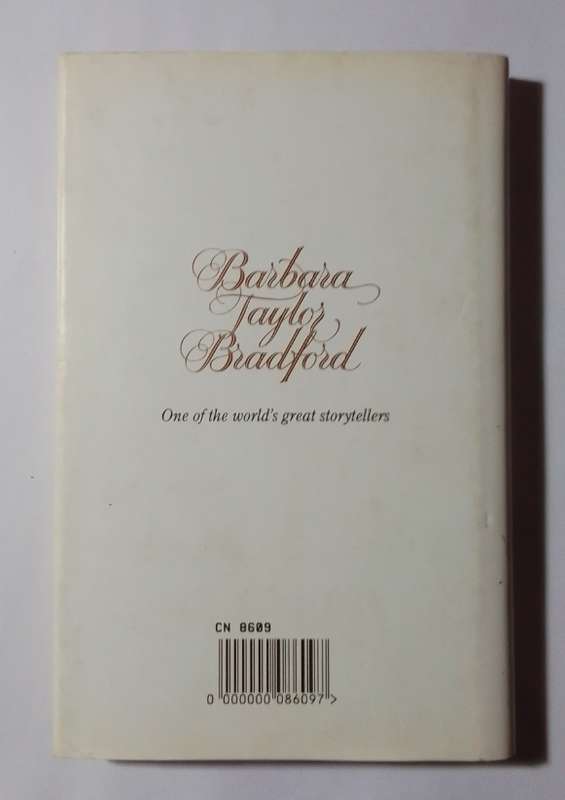 Barbara
Taylor
Bradford
One of the world's great storytellers
CN 8609
0 000000 086097 >